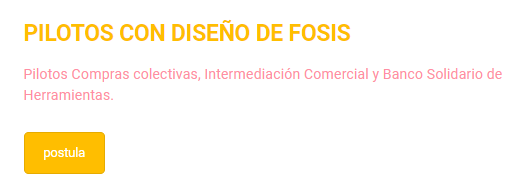 PILOTOS CON DISEÑO DE FOSIS
Pilotos Compras colectivas, Intermediación Comercial y Banco Solidario de
Herramientas.
postula